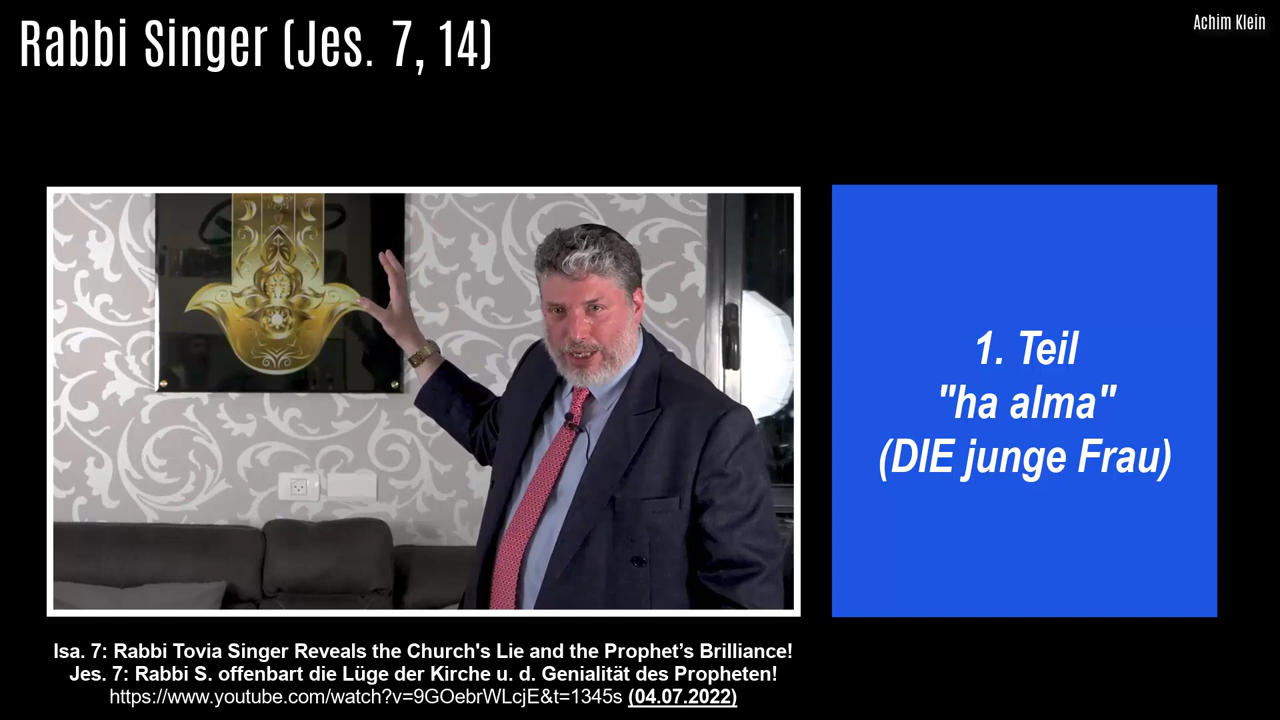 Rabbi Singer (Jes. 7, 14)
Achim Klein
1. Teil
"ha alma"
(DIE junge Frau)
Isa. 7: Rabbi Tovia Singer Reveals the Church's Lie and the Prophet’s Brilliance!
Jes. 7: Rabbi S. offenbart die Lüge der Kirche u. d. Genialität des Propheten!
https://www.youtube.com/watch?v=9GOebrWLcjE&t=1345s (04.07.2022)